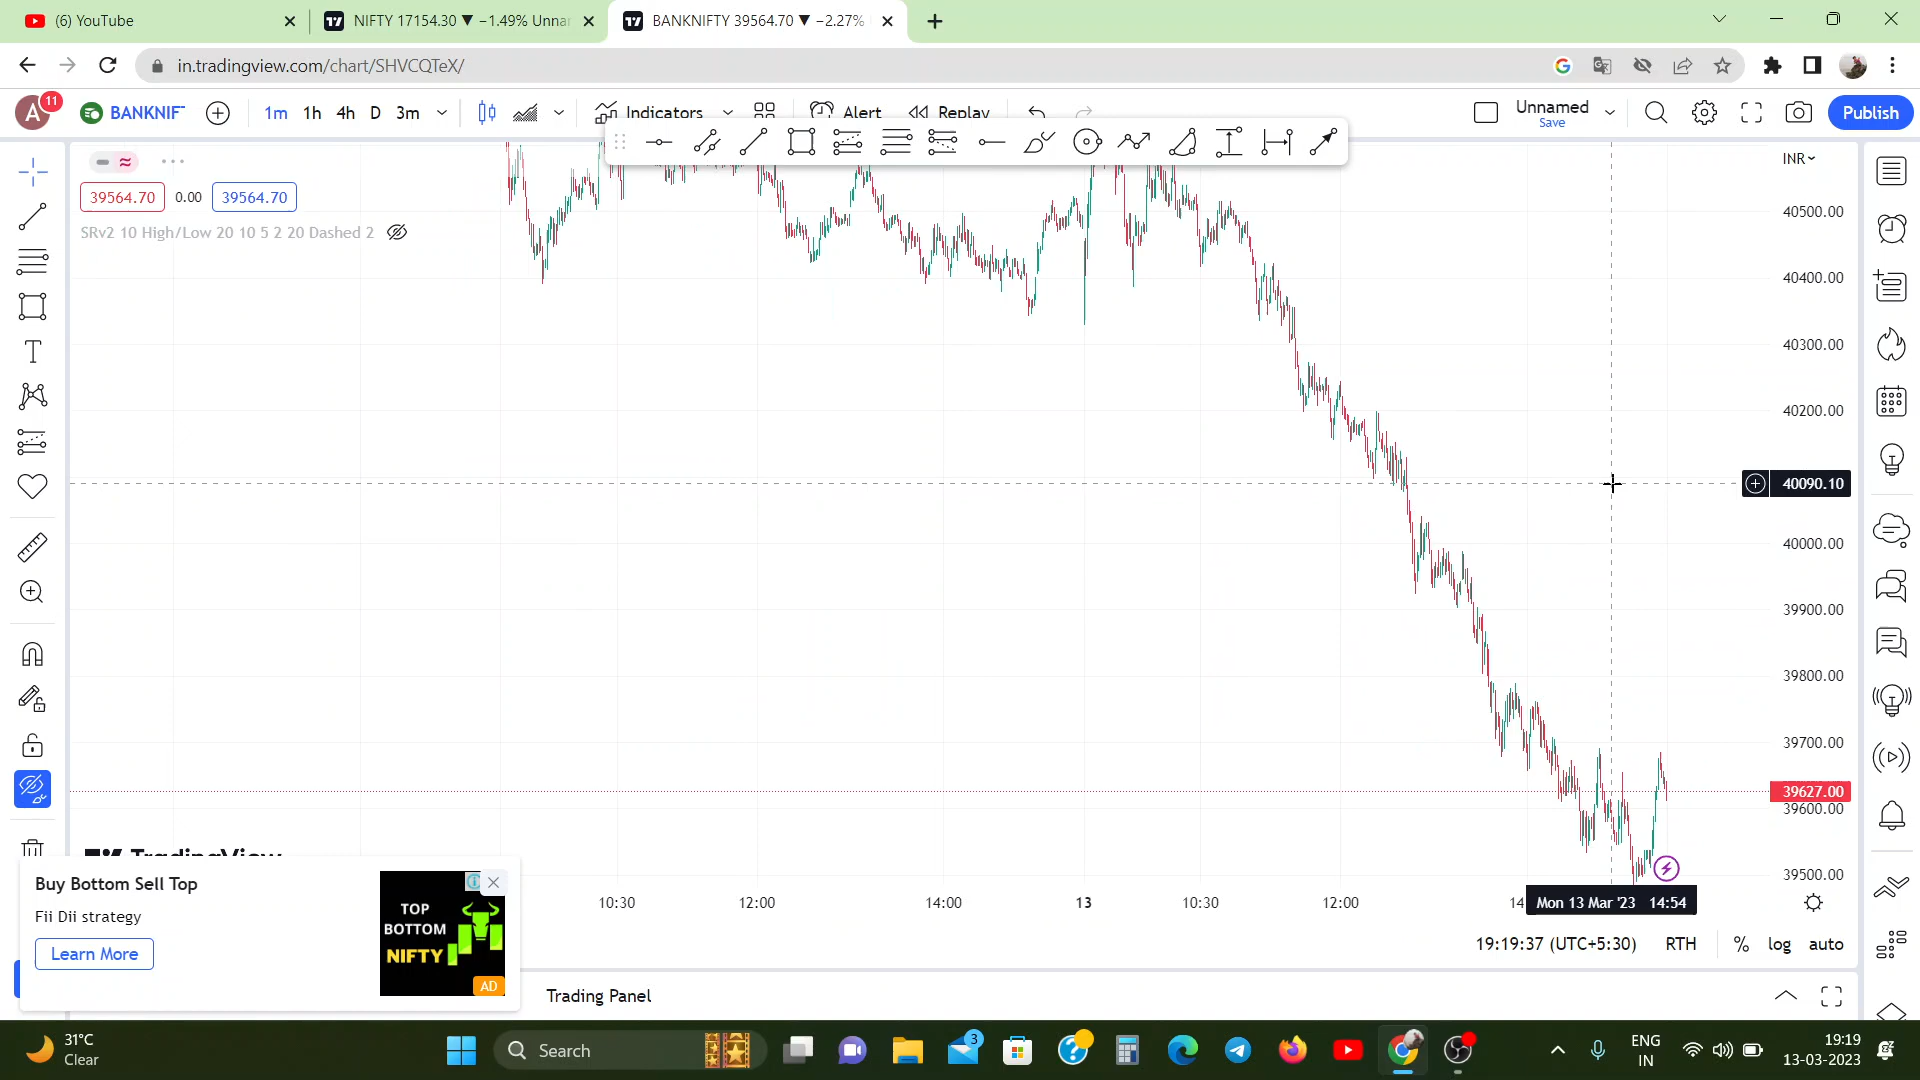 (6) YouTube
NIFTY 17154.30 ▼ −1.49% Unna
BANKNIFTY 39564.70 ▼ −2.27%
in.tradingview.com/chart/SHVCQTeX/
A 11 BANKNIF 1m 1h 4h D 3m Indicators Alert Replay Unnamed Save Publish
INR
39564.70 0.00 39564.70
SRv2 10 High/Low 20 10 5 2 20 Dashed 2
40500.00
40400.00
40300.00
40200.00
40090.10
40000.00
39900.00
39800.00
39700.00
39627.00
39600.00
39500.00
TradingView
10:30 12:00 14:00 13 10:30 12:00 14 Mon 13 Mar '23 14:54
Buy Bottom Sell Top
Fii Dii strategy
Learn More
TOP
BOTTOM
NIFTY
AD
19:19:37 (UTC+5:30) RTH % log auto
Trading Panel
31°C
Clear
Search
3
ENG
IN
19:19
13-03-2023